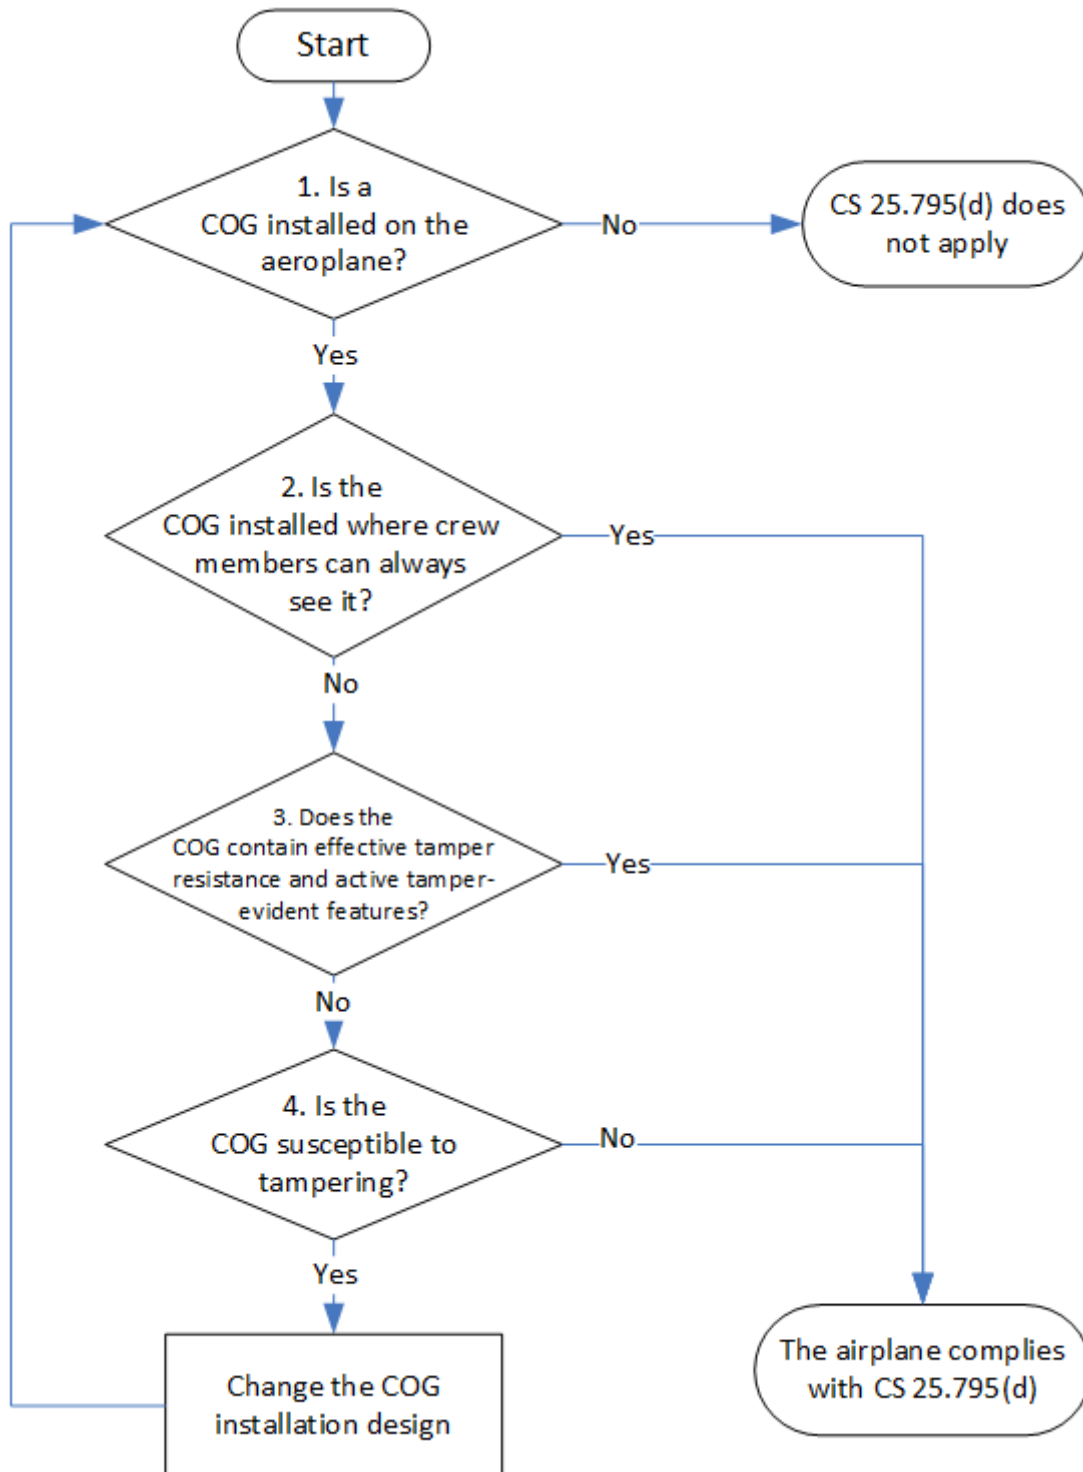 Start
1. Is a
COG installed on the
aeroplane?
No
CS 25.795(d) does
not apply
Yes
2. Is the
COG installed where crew
members can always
see it?
Yes
No
3. Does the
COG contain effective tamper
resistance and active tamper-
evident features?
Yes
No
4. Is the
COG susceptible to
tampering?
No
Yes
Change the COG
installation design
The airplane complies
with CS 25.795(d)